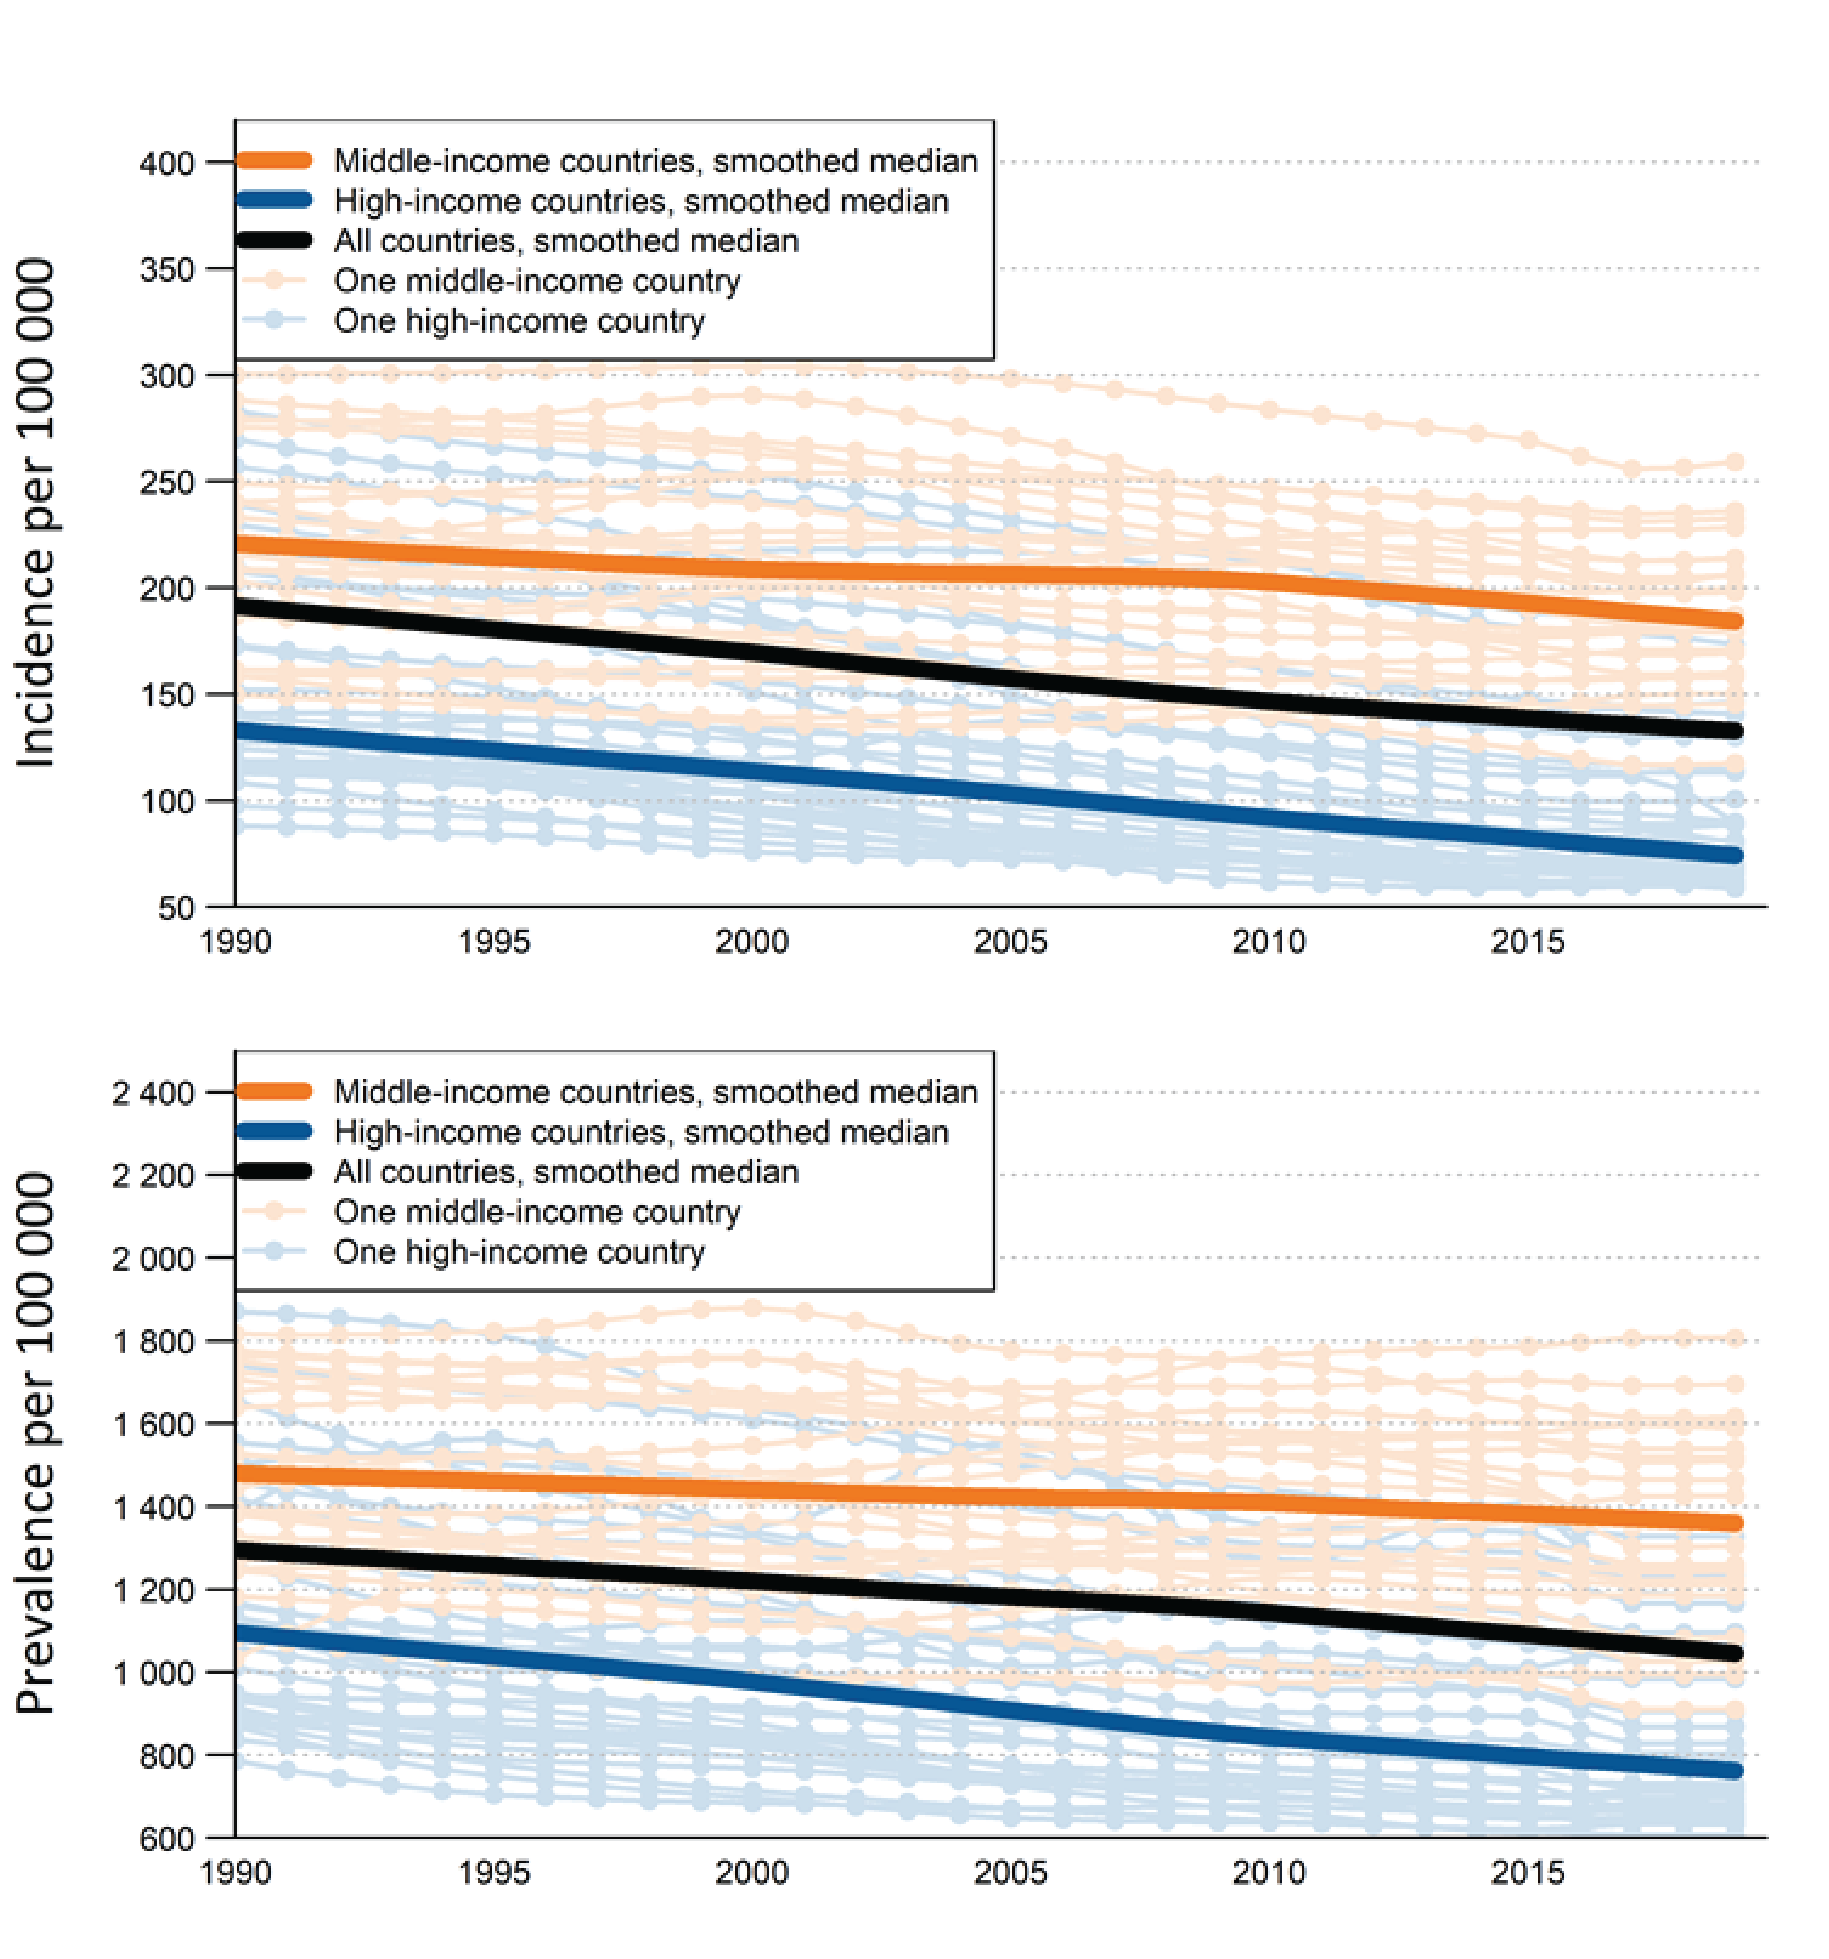 Incidence per 100 000
400
350
300
250
200
150
100
50
Middle-income countries, smoothed median
High-income countries, smoothed median
All countries, smoothed median
One middle-income country
One high-income country
1990 1995 2000 2005 2010 2015
Prevalence per 100 000
2 400
2 200
2 000
1 800
1 600
1 400
1 200
1 000
800
600
Middle-income countries, smoothed median
High-income countries, smoothed median
All countries, smoothed median
One middle-income country
One high-income country
1990 1995 2000 2005 2010 2015